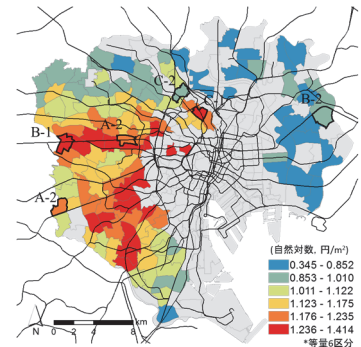 C-2
C-1
B-2
A-2
B-1
A-2
(自然対数, 円/m²)
0.345 - 0.852
0.853 - 1.010
1.011 - 1.122
1.123 - 1.175
1.176 - 1.235
1.236 - 1.414
*等量6区分
0 4 8
km